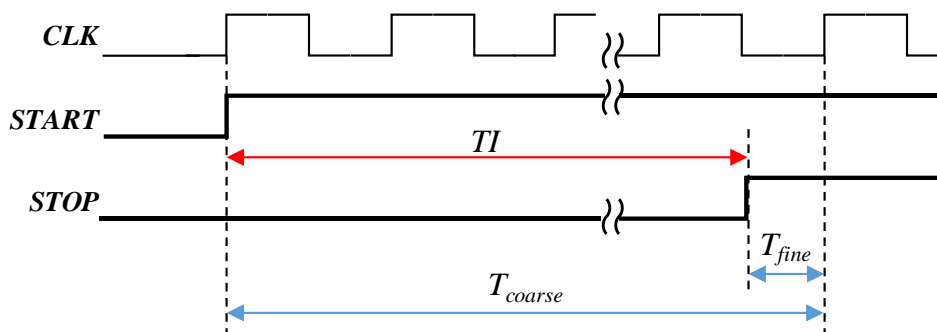 CLK
START
TI
STOP
T_fine
T_coarse